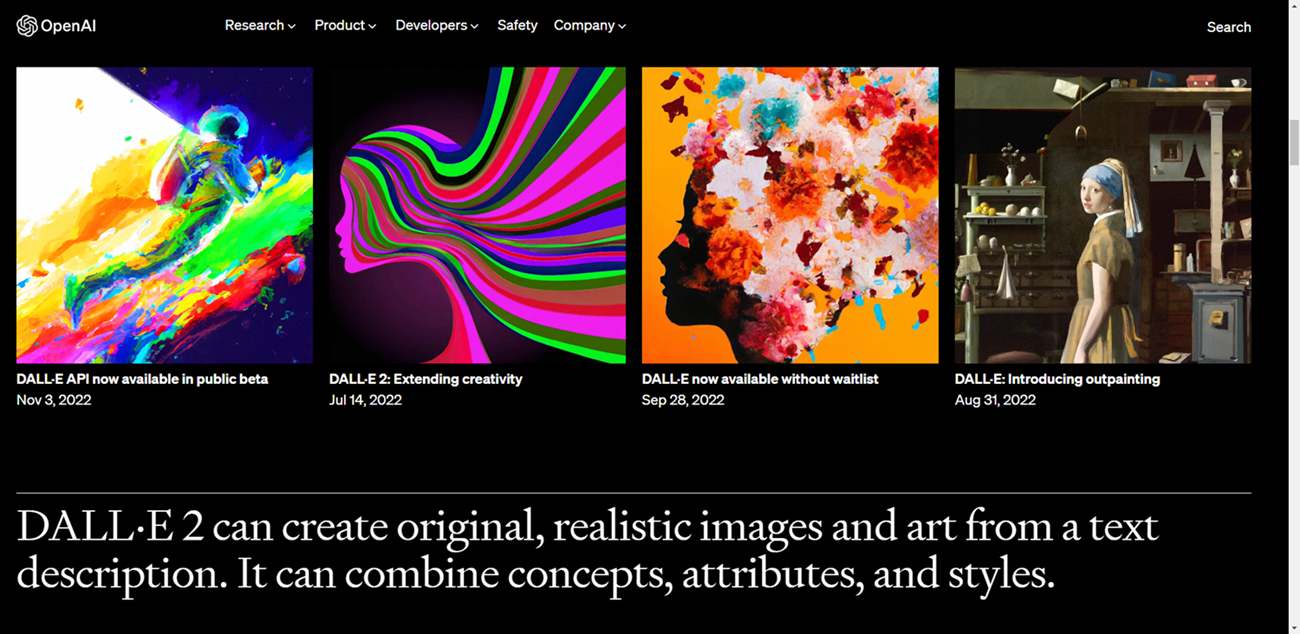 OpenAI
Research
Product
Developers
Safety
Company
Search
DALL·E API now available in public beta
Nov 3, 2022
DALL·E 2: Extending creativity
Jul 14, 2022
DALL·E now available without waitlist
Sep 28, 2022
DALL·E: Introducing outpainting
Aug 31, 2022
DALL·E 2 can create original, realistic images and art from a text
description. It can combine concepts, attributes, and styles.